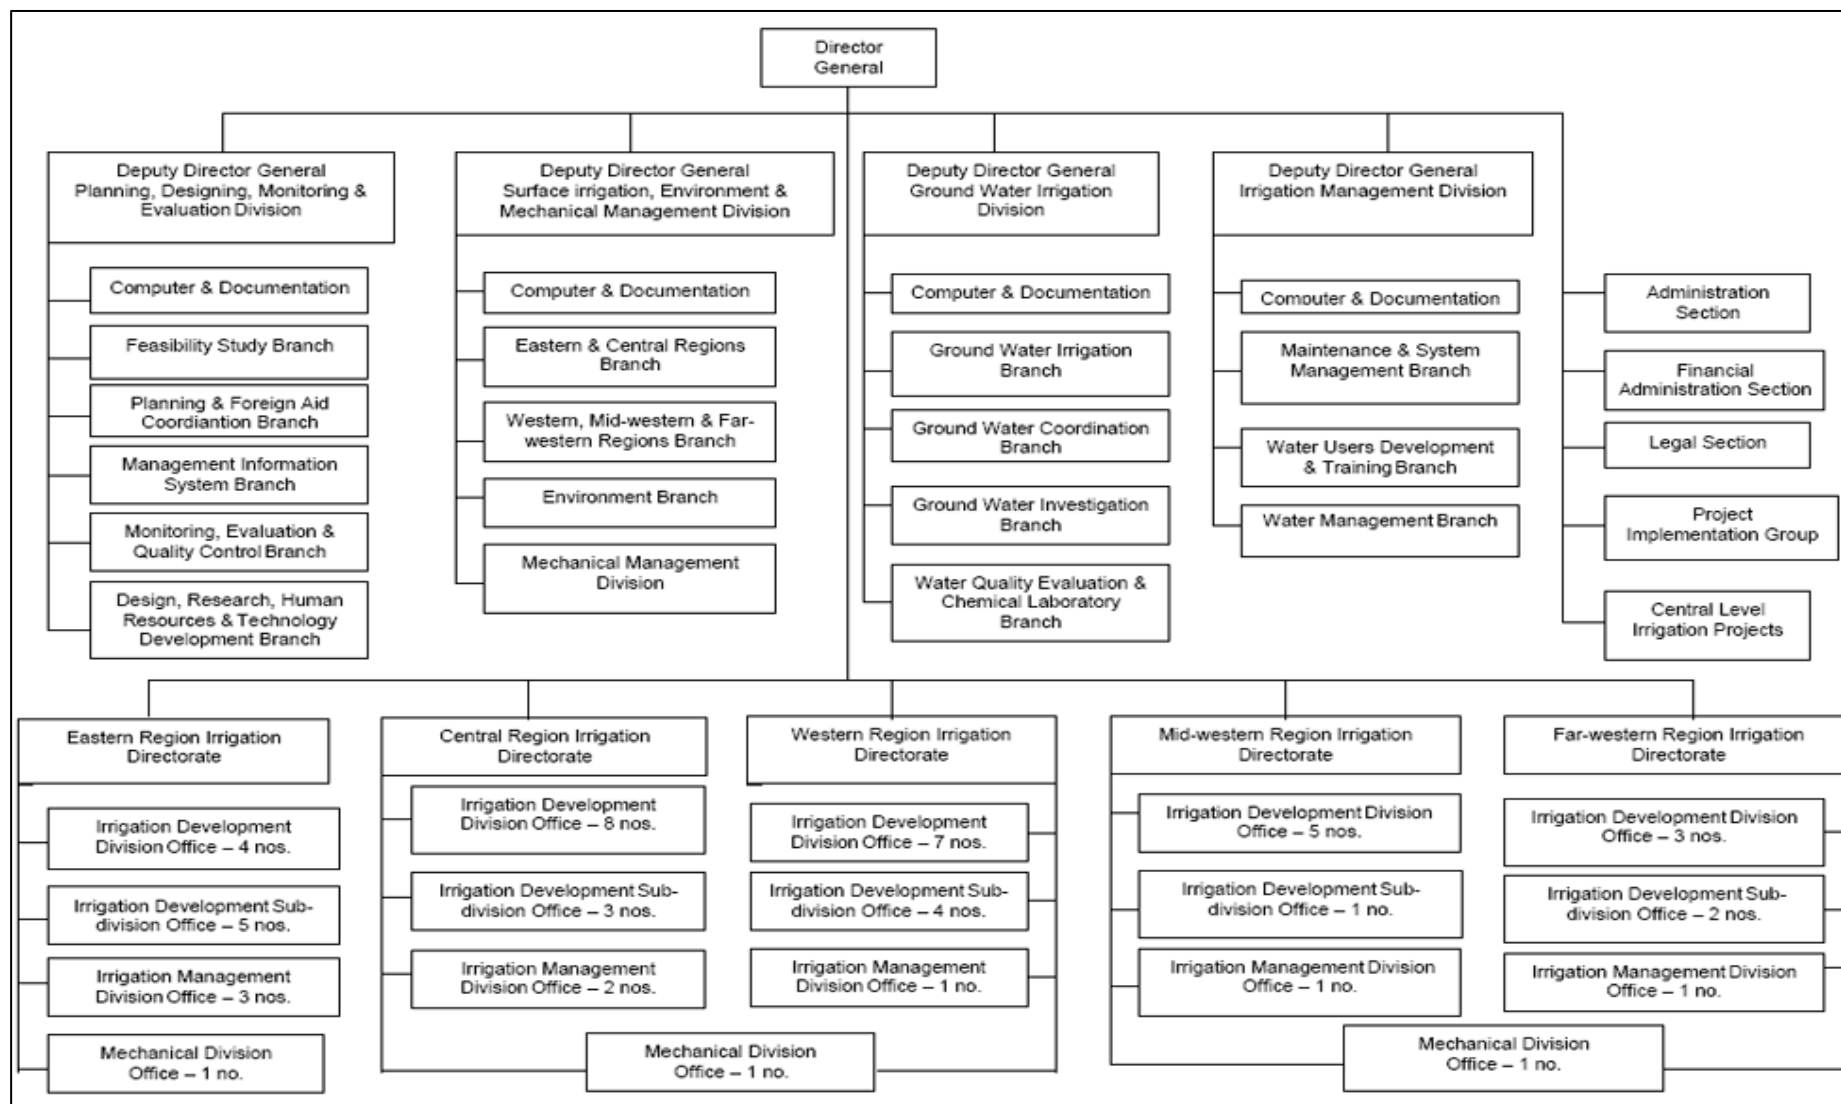 Director
General
Deputy Director General
Planning, Designing, Monitoring &
Evaluation Division
Computer & Documentation
Feasibility Study Branch
Planning & Foreign Aid
Coordiantion Branch
Management Information
System Branch
Monitoring, Evaluation &
Quality Control Branch
Design, Research, Human
Resources & Technology
Development Branch
Deputy Director General
Surface irrigation, Environment &
Mechanical Management Division
Computer & Documentation
Eastern & Central Regions
Branch
Western, Mid-western & Far-
western Regions Branch
Environment Branch
Mechanical Management
Division
Deputy Director General
Ground Water Irrigation
Division
Computer & Documentation
Ground Water Irrigation
Branch
Ground Water Coordination
Branch
Ground Water Investigation
Branch
Water Quality Evaluation &
Chemical Laboratory
Branch
Deputy Director General
Irrigation Management Division
Computer & Documentation
Maintenance & System
Management Branch
Water Users Development
& Training Branch
Water Management Branch
Administration
Section
Financial
Administration Section
Legal Section
Project
Implementation Group
Central Level
Irrigation Projects
Eastern Region Irrigation
Directorate
Irrigation Development
Division Office – 4 nos.
Irrigation Development Sub-
division Office – 5 nos.
Irrigation Management
Division Office – 3 nos.
Mechanical Division
Office – 1 no.
Central Region Irrigation
Directorate
Irrigation Development
Division Office – 8 nos.
Irrigation Development Sub-
division Office – 3 nos.
Irrigation Management
Division Office – 2 nos.
Western Region Irrigation
Directorate
Irrigation Development
Division Office – 7 nos.
Irrigation Development Sub-
division Office – 4 nos.
Irrigation Management
Division Office – 1 no.
Mechanical Division
Office – 1 no.
Mid-western Region Irrigation
Directorate
Irrigation Development Division
Office – 5 nos.
Irrigation Development Sub-
division Office – 1 no.
Irrigation Management Division
Office – 1 no.
Far-western Region Irrigation
Directorate
Irrigation Development Division
Office – 3 nos.
Irrigation Development Sub-
division Office – 2 nos.
Irrigation Management Division
Office – 1 no.
Mechanical Division
Office – 1 no.